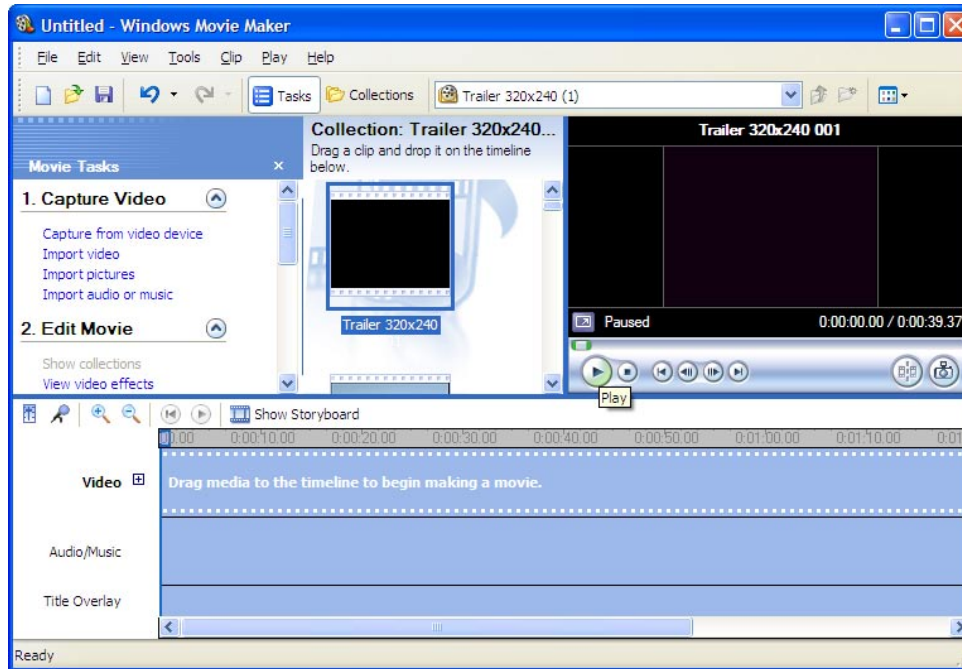 Untitled - Windows Movie Maker
File Edit View Tools Clip Play Help
Tasks Collections Trailer 320x240 (1)
Movie Tasks
Collection: Trailer 320x240...
Drag a clip and drop it on the timeline
below.
Trailer 320x240 001
1. Capture Video
Capture from video device
Import video
Import pictures
Import audio or music
2. Edit Movie
Show collections
View video effects
Trailer 320x240
Paused 0:00:00.00 / 0:00:39.37
Play
Show Storyboard
0:00:10.00 0:00:20.00 0:00:30.00 0:00:40.00 0:00:50.00 0:01:00.00 0:01:10.00
Video Drag media to the timeline to begin making a movie.
Audio/Music
Title Overlay
Ready